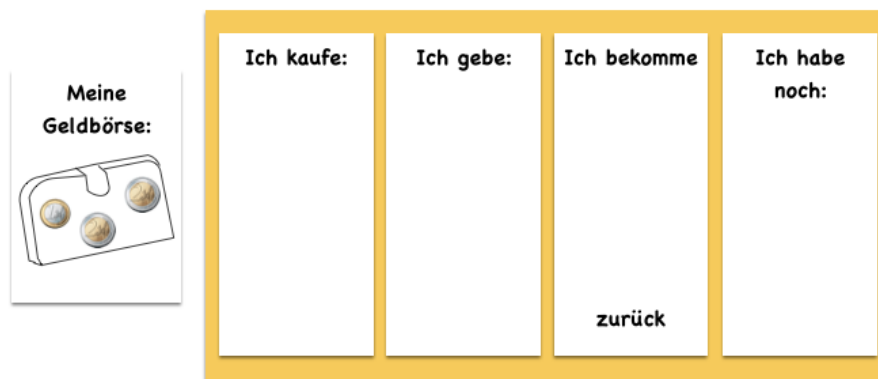 Meine
Geldbörse:
Ich kaufe:
Ich gebe:
Ich bekomme
zurück
Ich habe
noch: